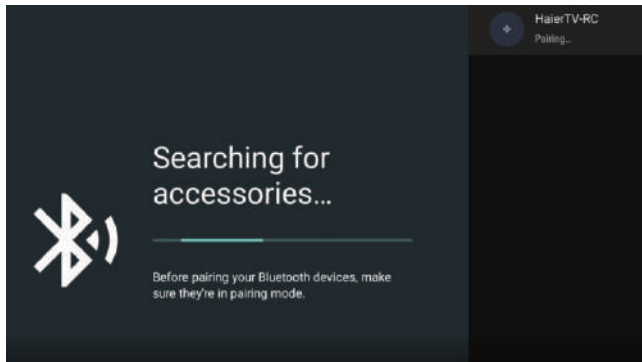 Searching for
accessories...
Before pairing your Bluetooth devices, make
sure they're in pairing mode.
HaierTV-RC
Pairing...